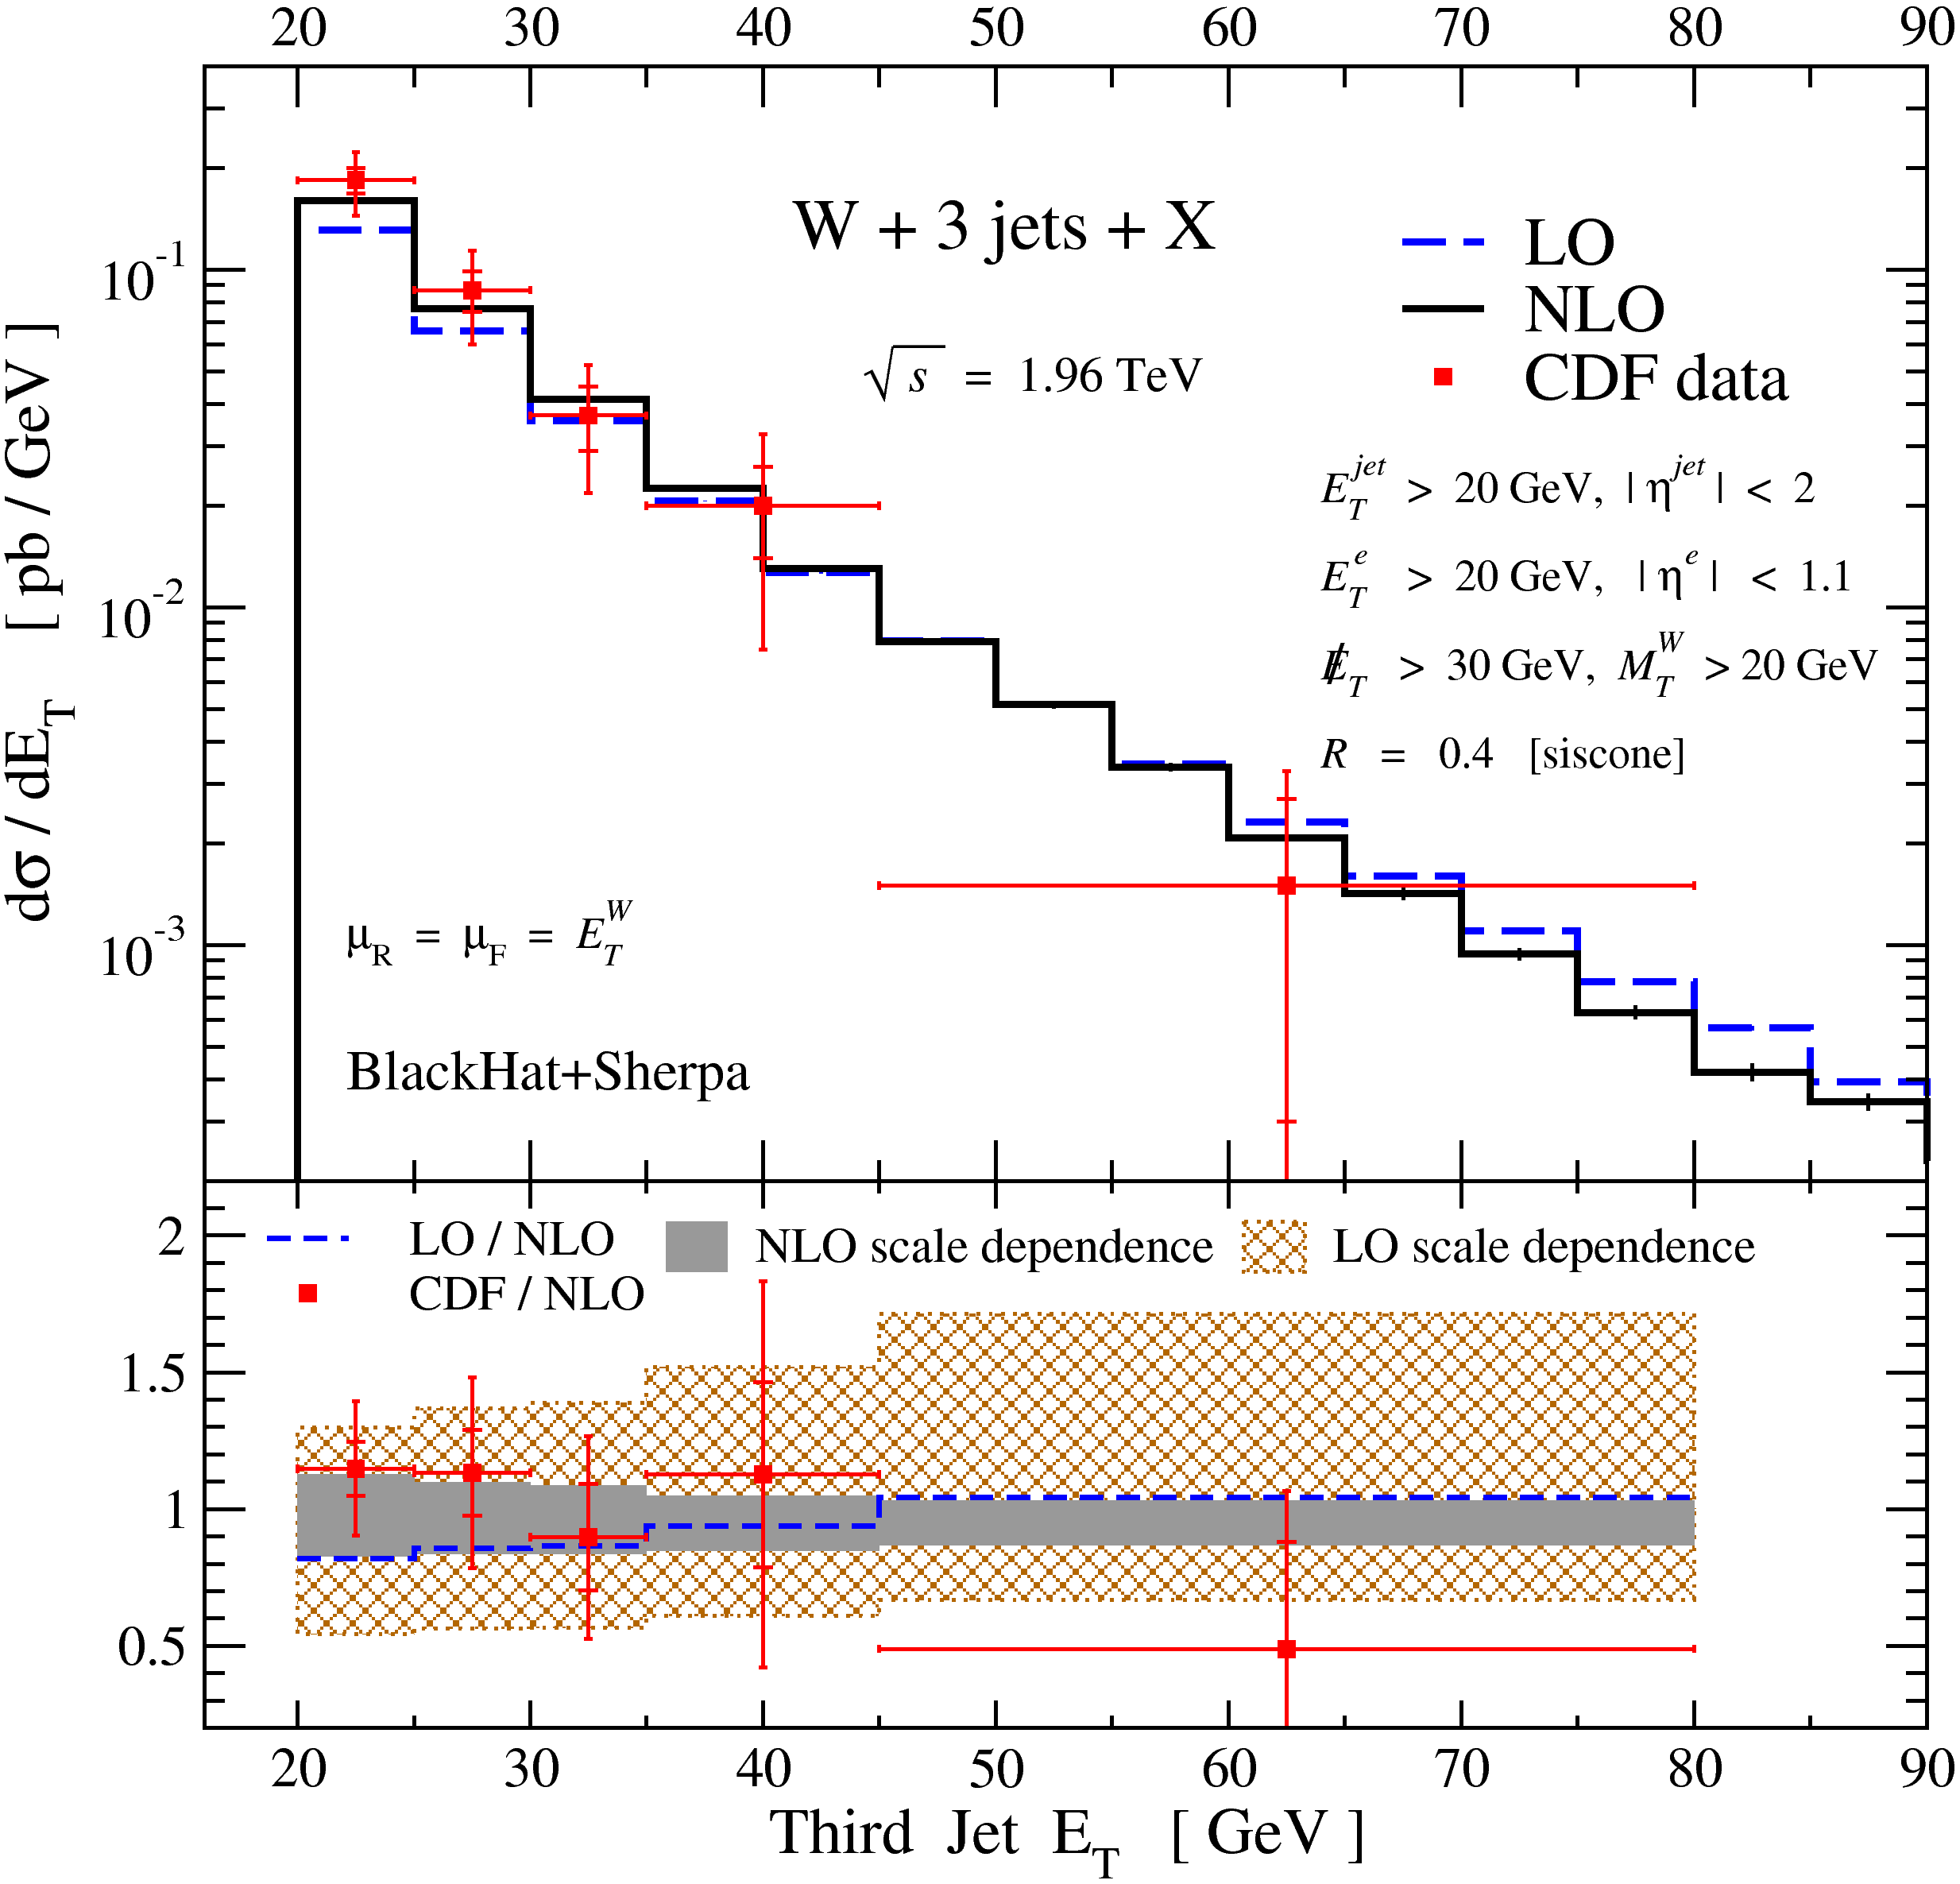 20 30 40 50 60 70 80 90
W + 3 jets + X
LO
NLO
CDF data
√s = 1.96 TeV
E_T^jet > 20 GeV, | η^jet | < 2
E_T^e > 20 GeV, | η^e | < 1.1
E̸_T > 30 GeV, M_T^W > 20 GeV
R = 0.4 [siscone]
μ_R = μ_F = E_T^W
BlackHat+Sherpa
dσ / dE_T [ pb / GeV ]
10^-1
10^-2
10^-3
LO / NLO
CDF / NLO
NLO scale dependence
LO scale dependence
2
1.5
1
0.5
20 30 40 50 60 70 80 90
Third Jet E_T [ GeV ]